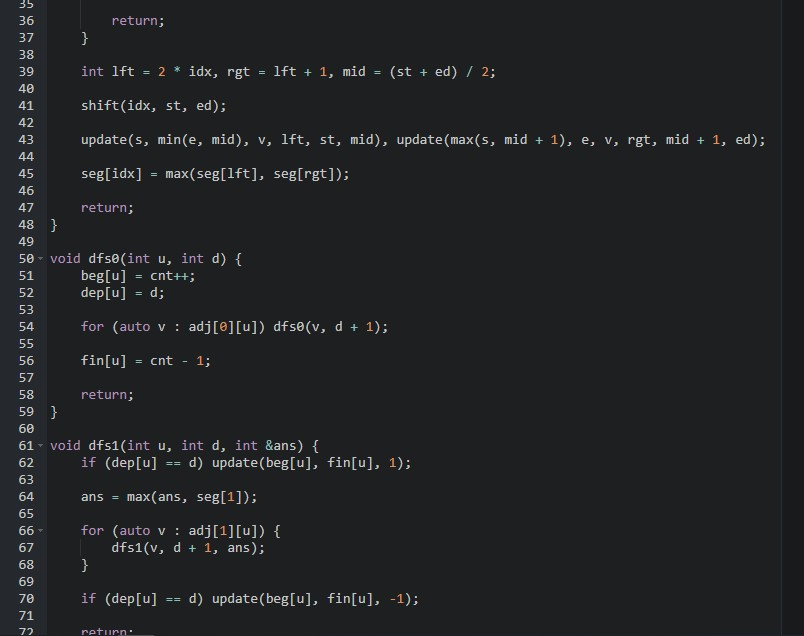 35
36 return;
37 }
38
39 int lft = 2 * idx, rgt = lft + 1, mid = (st + ed) / 2;
40
41 shift(idx, st, ed);
42
43 update(s, min(e, mid), v, lft, st, mid), update(max(s, mid + 1), e, v, rgt, mid + 1, ed);
44
45 seg[idx] = max(seg[lft], seg[rgt]);
46
47 return;
48 }
49
50 void dfs0(int u, int d) {
51 beg[u] = cnt++;
52 dep[u] = d;
53
54 for (auto v : adj[0][u]) dfs0(v, d + 1);
55
56 fin[u] = cnt - 1;
57
58 return;
59 }
60
61 void dfs1(int u, int d, int &ans) {
62 if (dep[u] == d) update(beg[u], fin[u], 1);
63
64 ans = max(ans, seg[1]);
65
66 for (auto v : adj[1][u]) {
67 dfs1(v, d + 1, ans);
68 }
69
70 if (dep[u] == d) update(beg[u], fin[u], -1);
71
72 return;